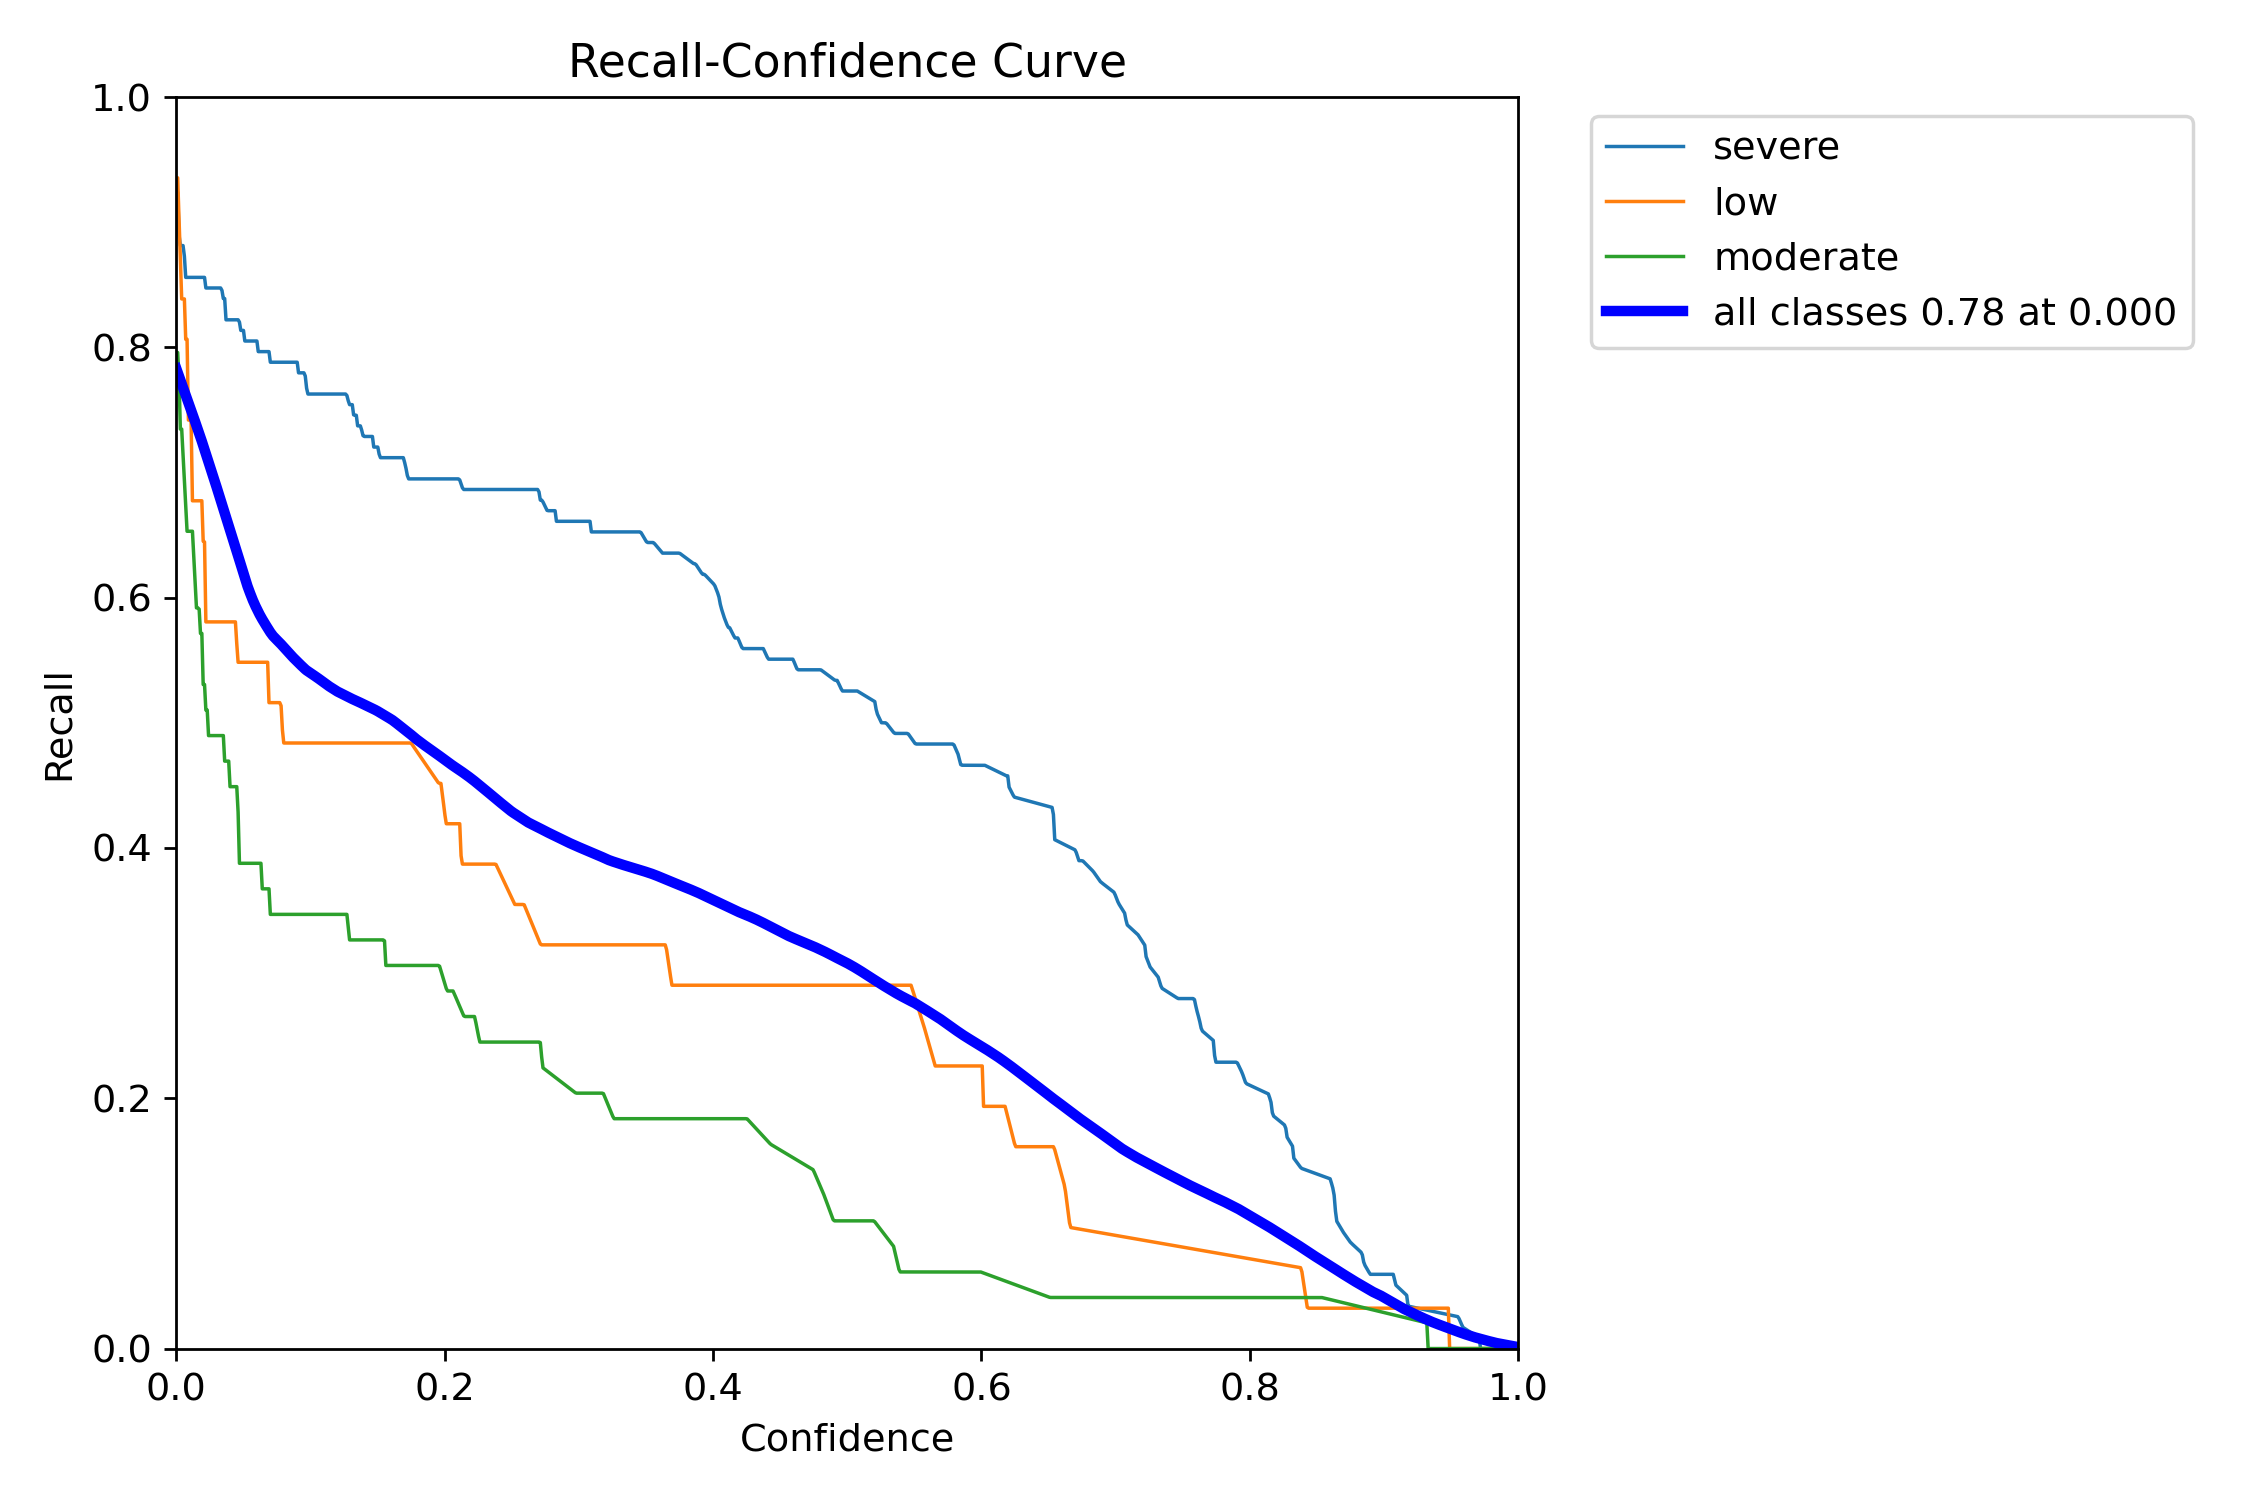 Recall-Confidence Curve
1.0
0.8
0.6
0.4
0.2
0.0
Recall
0.0 0.2 0.4 0.6 0.8 1.0
Confidence
severe
low
moderate
all classes 0.78 at 0.000